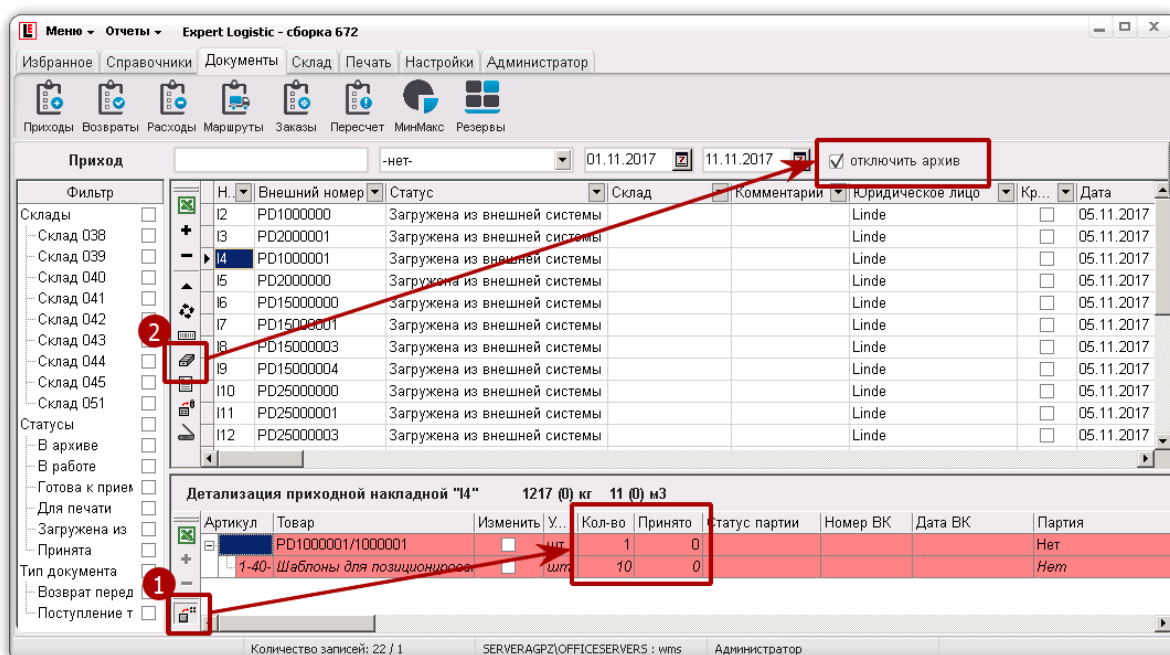 LE Меню Отчеты Expert Logistic - сборка 672
Избранное Справочники Документы Склад Печать Настройки Администратор
Приходы Возвраты Расходы Маршруты Заказы Пересчет МинМакс Резервы
Приход -нет- 01.11.2017 11.11.2017 отключить архив
Фильтр Н.. Внешний номер Статус Склад Комментарии Юридическое лицо Кр... Дата
Склады I2 PD1000000 Загружена из внешней системы Linde 05.11.2017
Склад 038 I3 PD2000001 Загружена из внешней системы Linde 05.11.2017
Склад 039 I4 PD1000001 Загружена из внешней системы Linde 05.11.2017
Склад 040 I5 PD2000000 Загружена из внешней системы Linde 05.11.2017
Склад 041 I6 PD15000000 Загружена из внешней системы Linde 05.11.2017
Склад 042 I7 PD15000001 Загружена из внешней системы Linde 05.11.2017
Склад 043 2 I8 PD15000003 Загружена из внешней системы Linde 05.11.2017
Склад 044 I9 PD15000004 Загружена из внешней системы Linde 05.11.2017
Склад 045 I10 PD25000000 Загружена из внешней системы Linde 05.11.2017
Склад 051 I11 PD25000001 Загружена из внешней системы Linde 05.11.2017
Статусы I12 PD25000003 Загружена из внешней системы Linde 05.11.2017
В архиве
В работе
Готова к прием
Для печати
Загружена из
Принята
Тип документа
Возврат перед
Поступление т
Детализация приходной накладной "I4" 1217 (0) кг 11 (0) м3
Артикул Товар Изменить У... Кол-во Принято Статус партии Номер ВК Дата ВК Партия
PD1000001/1000001 шт 1 0 Нет
1-40- Шаблоны для позиционирова шт 10 0 Нет
1
Количество записей: 22 / 1 SERVERAGPZ\OFFICESERVERS : wms Администратор